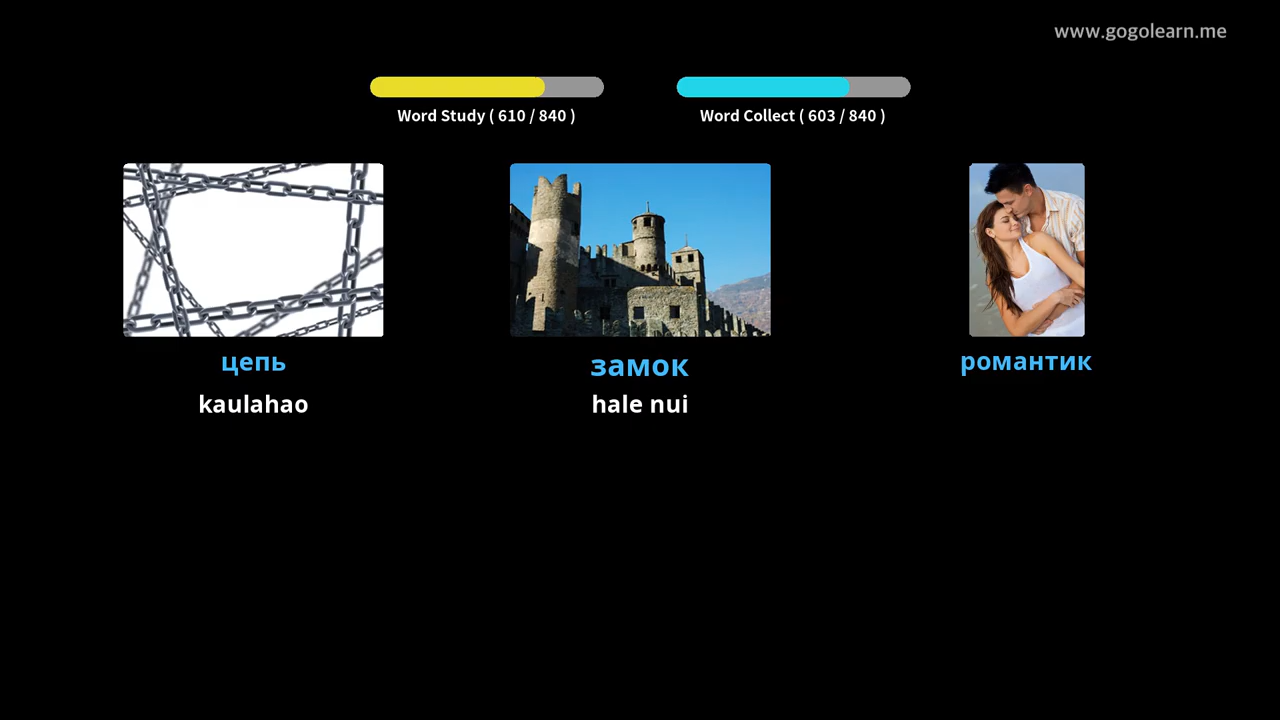 www.gogolearn.me
Word Study ( 610 / 840 )
Word Collect ( 603 / 840 )
цепь
замок
романтик
kaulahao
hale nui